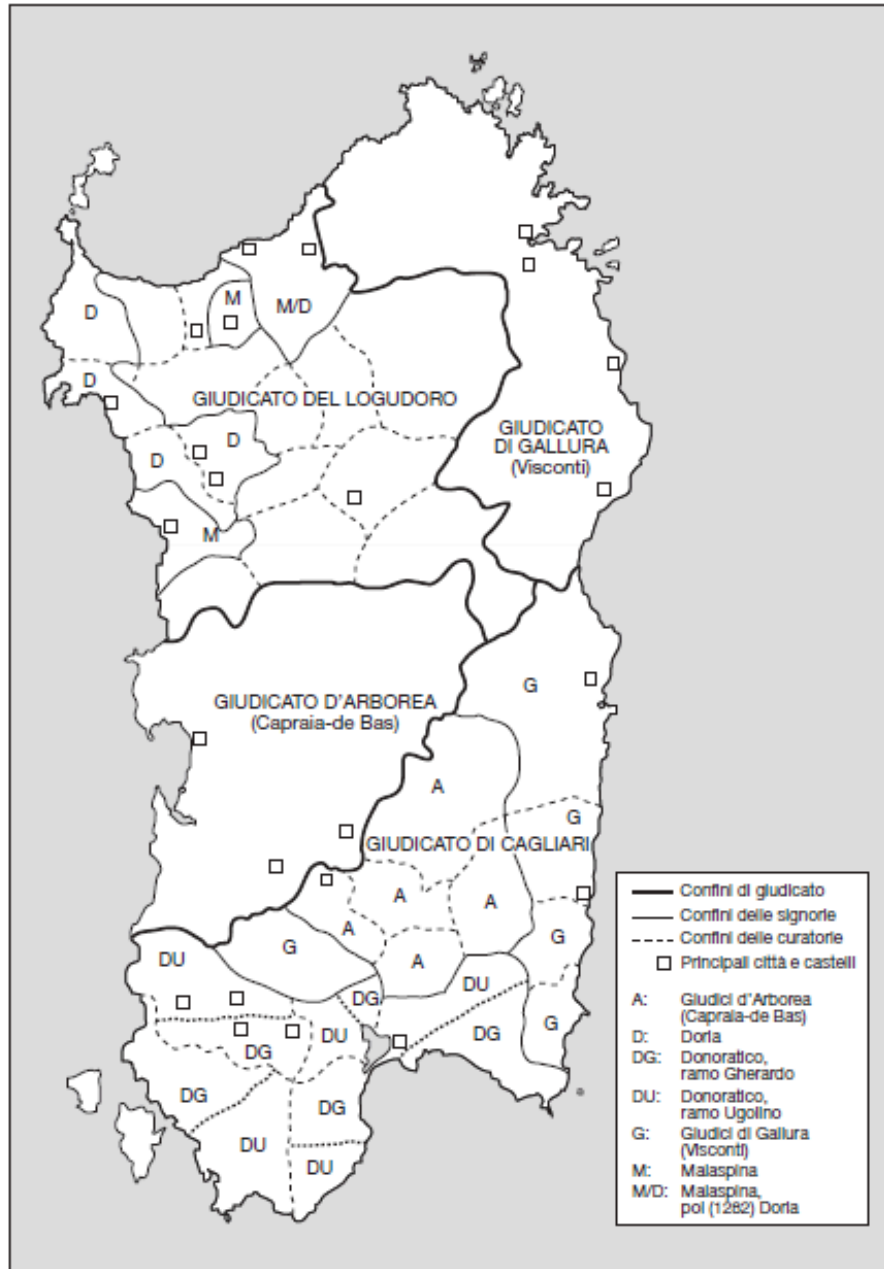 M
D
M/D
D
GIUDICATO DEL LOGUDORO
GIUDICATO
DI GALLURA
(Visconti)
D
D
M
G
GIUDICATO D'ARBOREA
(Capraia-de Bas)
A
G
GIUDICATO DI CAGLIARI
A
A
A
G
G
A
DU
DU
DG
G
DG
DU
DG
DG
DG
DU
DU
Confini di giudicato
Confini delle signorie
Confini delle curatorie
Principali città e castelli
A: Giudici d'Arborea
(Capraia-de Bas)
D: Doria
DG: Donoratico,
ramo Gherardo
DU: Donoratico,
ramo Ugolino
G: Giudici di Gallura
(Visconti)
M: Malaspina
M/D: Malaspina,
poi (1282) Doria